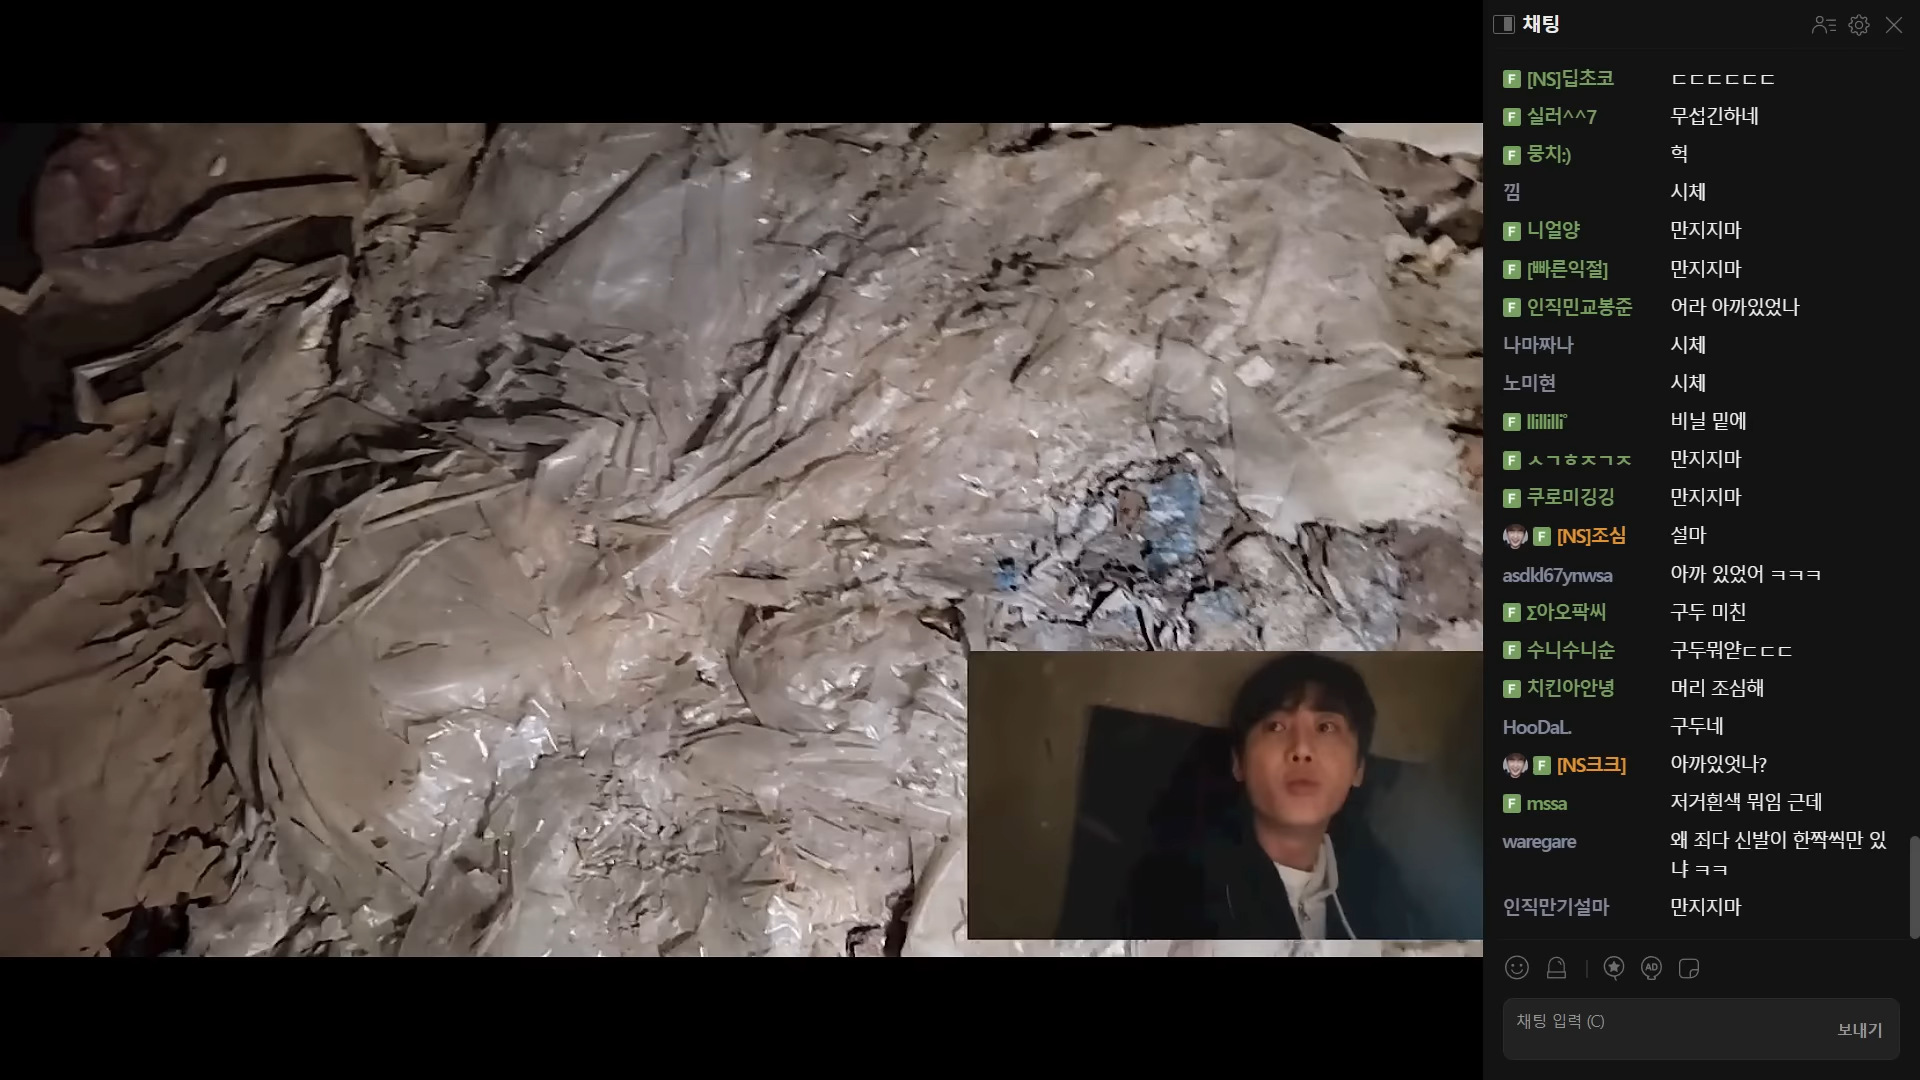 채팅
F [NS]딥초코 ㄷㄷㄷㄷㄷㄷ
F 실러^^7 무섭긴하네
F 뭉치:) 헉
낌 시체
F 니얼양 만지지마
F [빠른익절] 만지지마
F 인직민교봉준 어라 아까있었나
나마짜나 시체
노미현 시체
F 비닐 밑에
F ㅅㄱㅎㅈㄱㅈ 만지지마
F 쿠로미깅깅 만지지마
F [NS]조심 설마
asdkl67ynwsa 아까 있었어 ㅋㅋㅋ
F Σ아오팍씨 구두 미친
F 수니수니순 구두뭐얀ㄷㄷㄷ
F 치킨아안녕 머리 조심해
HooDaL. 구두네
F [NS크크] 아까있엇나?
F mssa 저거흰색 뭐임 근데
waregare 왜 죄다 신발이 한짝씩만 있
냐 ㅋㅋ
인직만기설마 만지지마
AD
채팅 입력 (C)
보내기